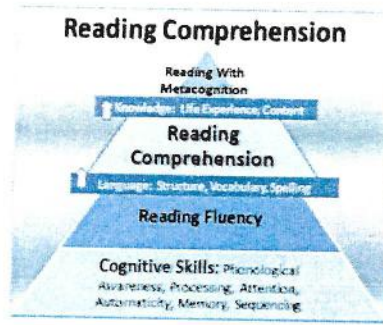 Reading Comprehension
Reading With
Metacognition
Knowledge: Life Experience, Content
Reading
Comprehension
Language: Structure, Vocabulary, Spelling
Reading Fluency
Cognitive Skills: Phonological
Awareness, Processing, Attention,
Automaticity, Memory, Sequencing